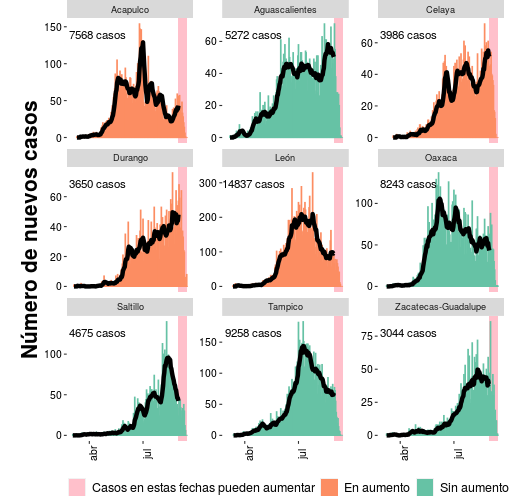 Número de nuevos casos
Acapulco
Aguascalientes
Celaya
7568 casos
5272 casos
3986 casos
150
100
50
0
60
40
20
0
60
40
20
0
Durango
León
Oaxaca
3650 casos
14837 casos
8243 casos
60
40
20
0
300
200
100
0
100
50
0
Saltillo
Tampico
Zacatecas-Guadalupe
4675 casos
9258 casos
3044 casos
100
50
0
150
100
50
0
75
50
25
0
abr
jul
abr
jul
abr
jul
Casos en estas fechas pueden aumentar
En aumento
Sin aumento